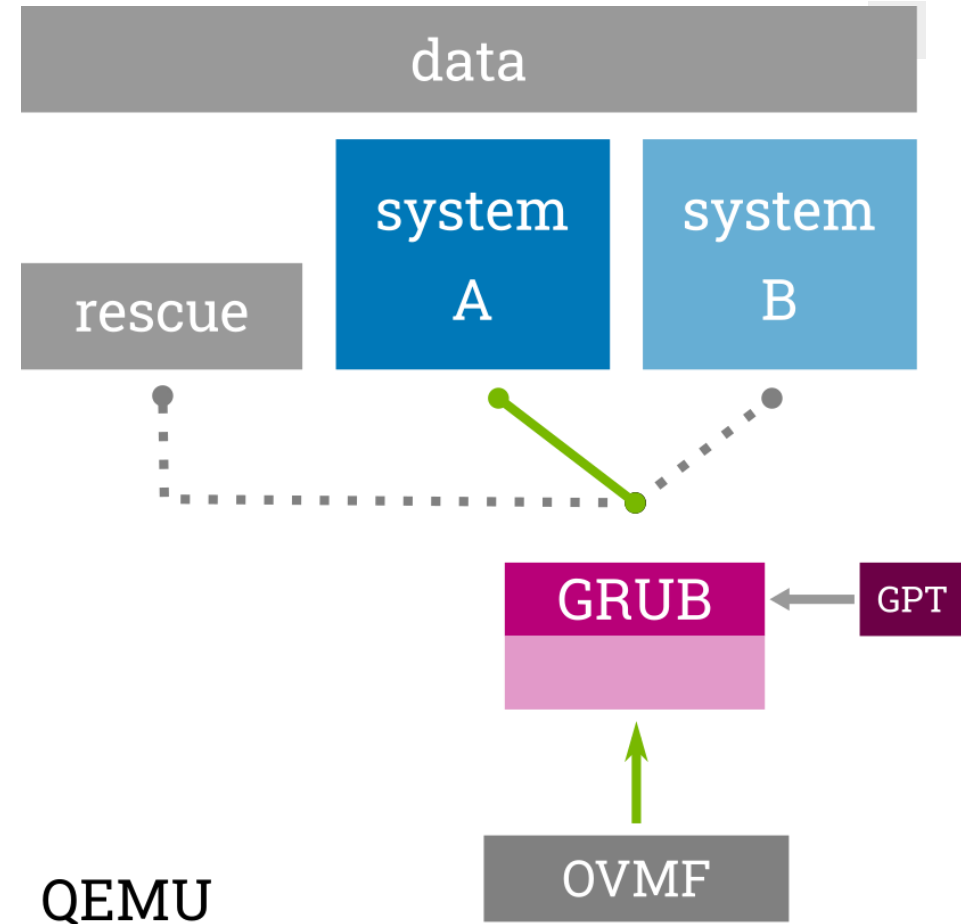 data
system
A
system
B
rescue
GRUB
GPT
OVMF
QEMU